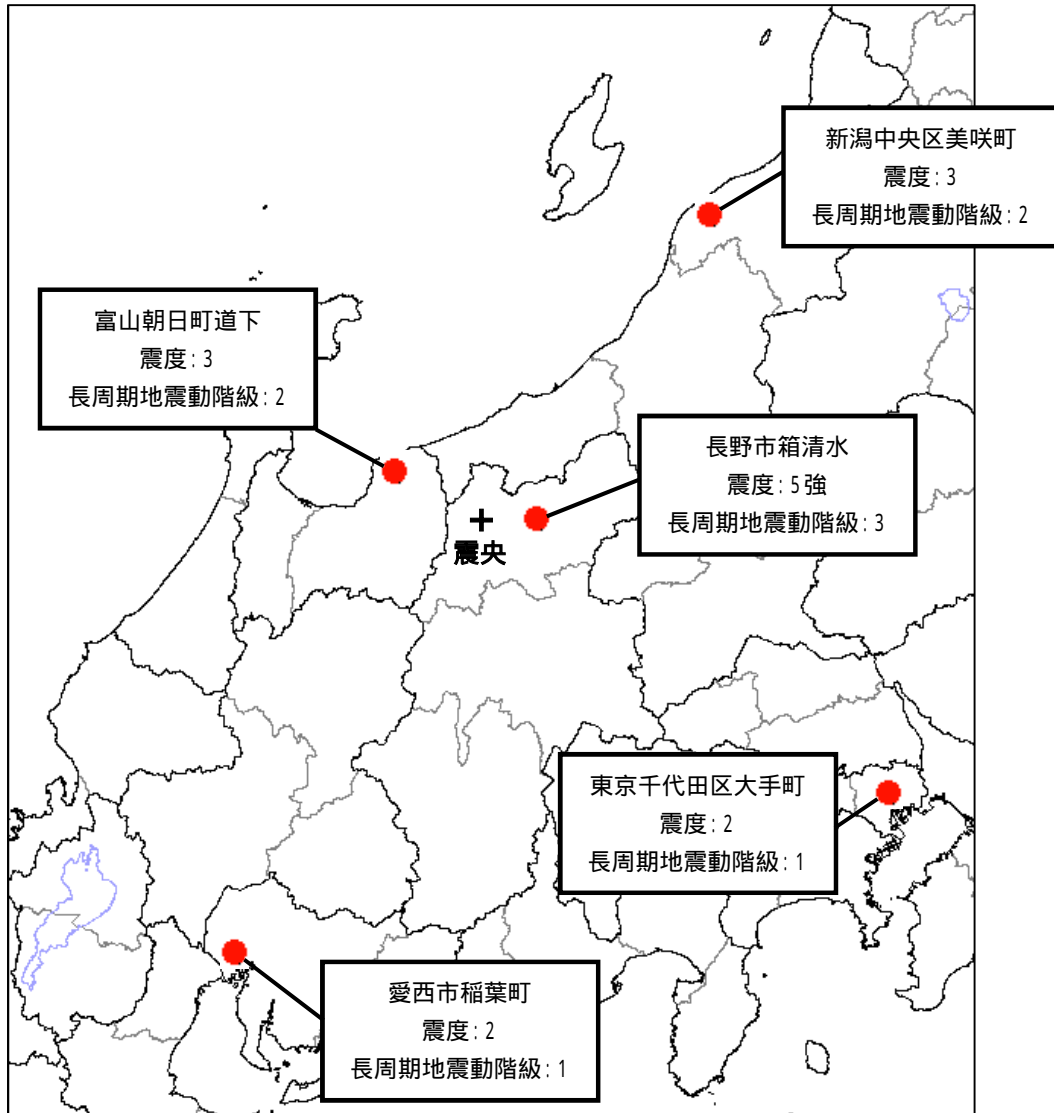 新潟中央区美咲町
震度:3
長周期地震動階級:2
富山朝日町道下
震度:3
長周期地震動階級:2
長野市箱清水
震度:5強
長周期地震動階級:3
震央
東京千代田区大手町
震度:2
長周期地震動階級:1
愛西市稲葉町
震度:2
長周期地震動階級:1